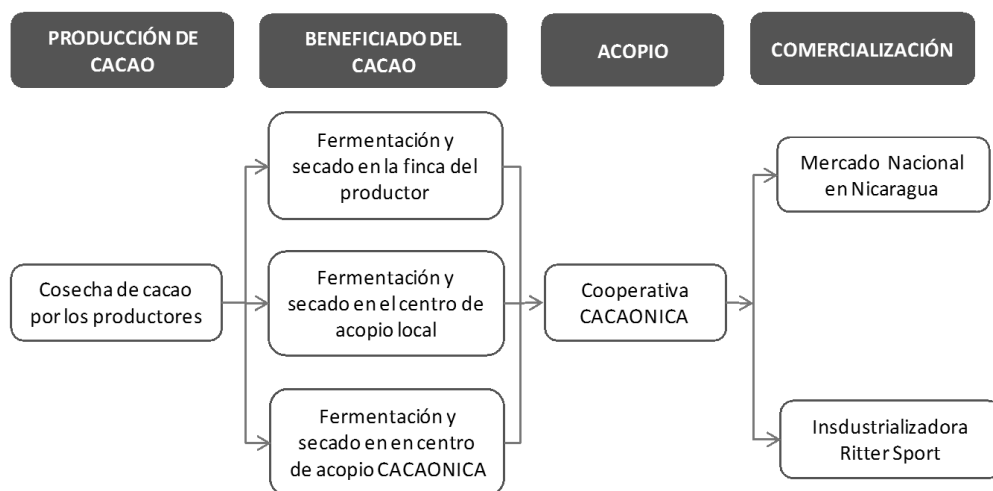 PRODUCCIÓN DE
CACAO
BENEFICIADO DEL
CACAO
ACOPIO
COMERCIALIZACIÓN
Cosecha de cacao
por los productores
Fermentación y
secado en la finca del
productor
Fermentación y
secado en el centro de
acopio local
Fermentación y
secado en en centro
de acopio CACAONICA
Cooperativa
CACAONICA
Mercado Nacional
en Nicaragua
Insdustrializadora
Ritter Sport